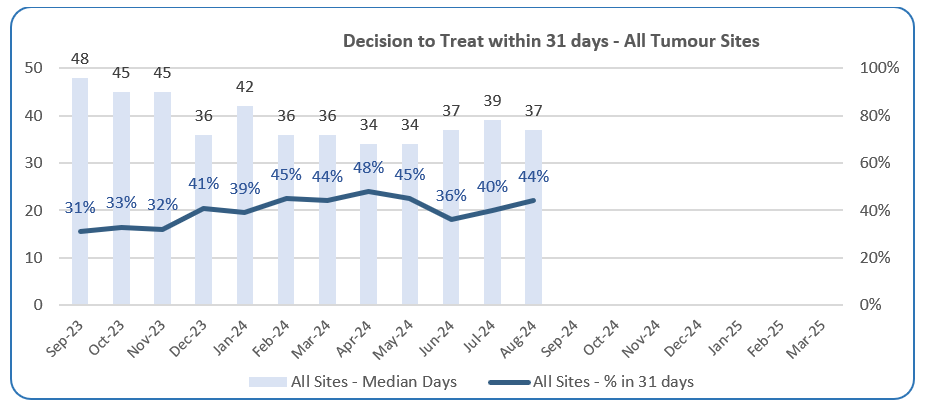 Decision to Treat within 31 days - All Tumour Sites
48 45 45 36 42 36 36 34 34 37 39 37
31% 33% 32% 41% 39% 45% 44% 48% 45% 36% 40% 44%
50 100%
40 80%
30 60%
20 40%
10 20%
0 0%
Sep-23 Oct-23 Nov-23 Dec-23 Jan-24 Feb-24 Mar-24 Apr-24 May-24 Jun-24 Jul-24 Aug-24 Sep-24 Oct-24 Nov-24 Dec-24 Jan-25 Feb-25 Mar-25
All Sites - Median Days All Sites - % in 31 days